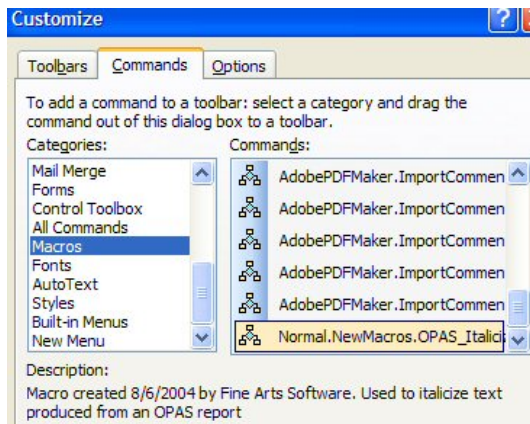 Customize
Toolbars Commands Options
To add a command to a toolbar: select a category and drag the
command out of this dialog box to a toolbar.
Categories:
Commands:
Mail Merge
Forms
Control Toolbox
All Commands
Macros
Fonts
AutoText
Styles
Built-in Menus
New Menu
AdobePDFMaker.ImportCommen
AdobePDFMaker.ImportCommen
AdobePDFMaker.ImportCommen
AdobePDFMaker.ImportCommen
AdobePDFMaker.ImportCommen
Normal.NewMacros.OPAS_Italici
Description:
Macro created 8/6/2004 by Fine Arts Software. Used to italicize text
produced from an OPAS report